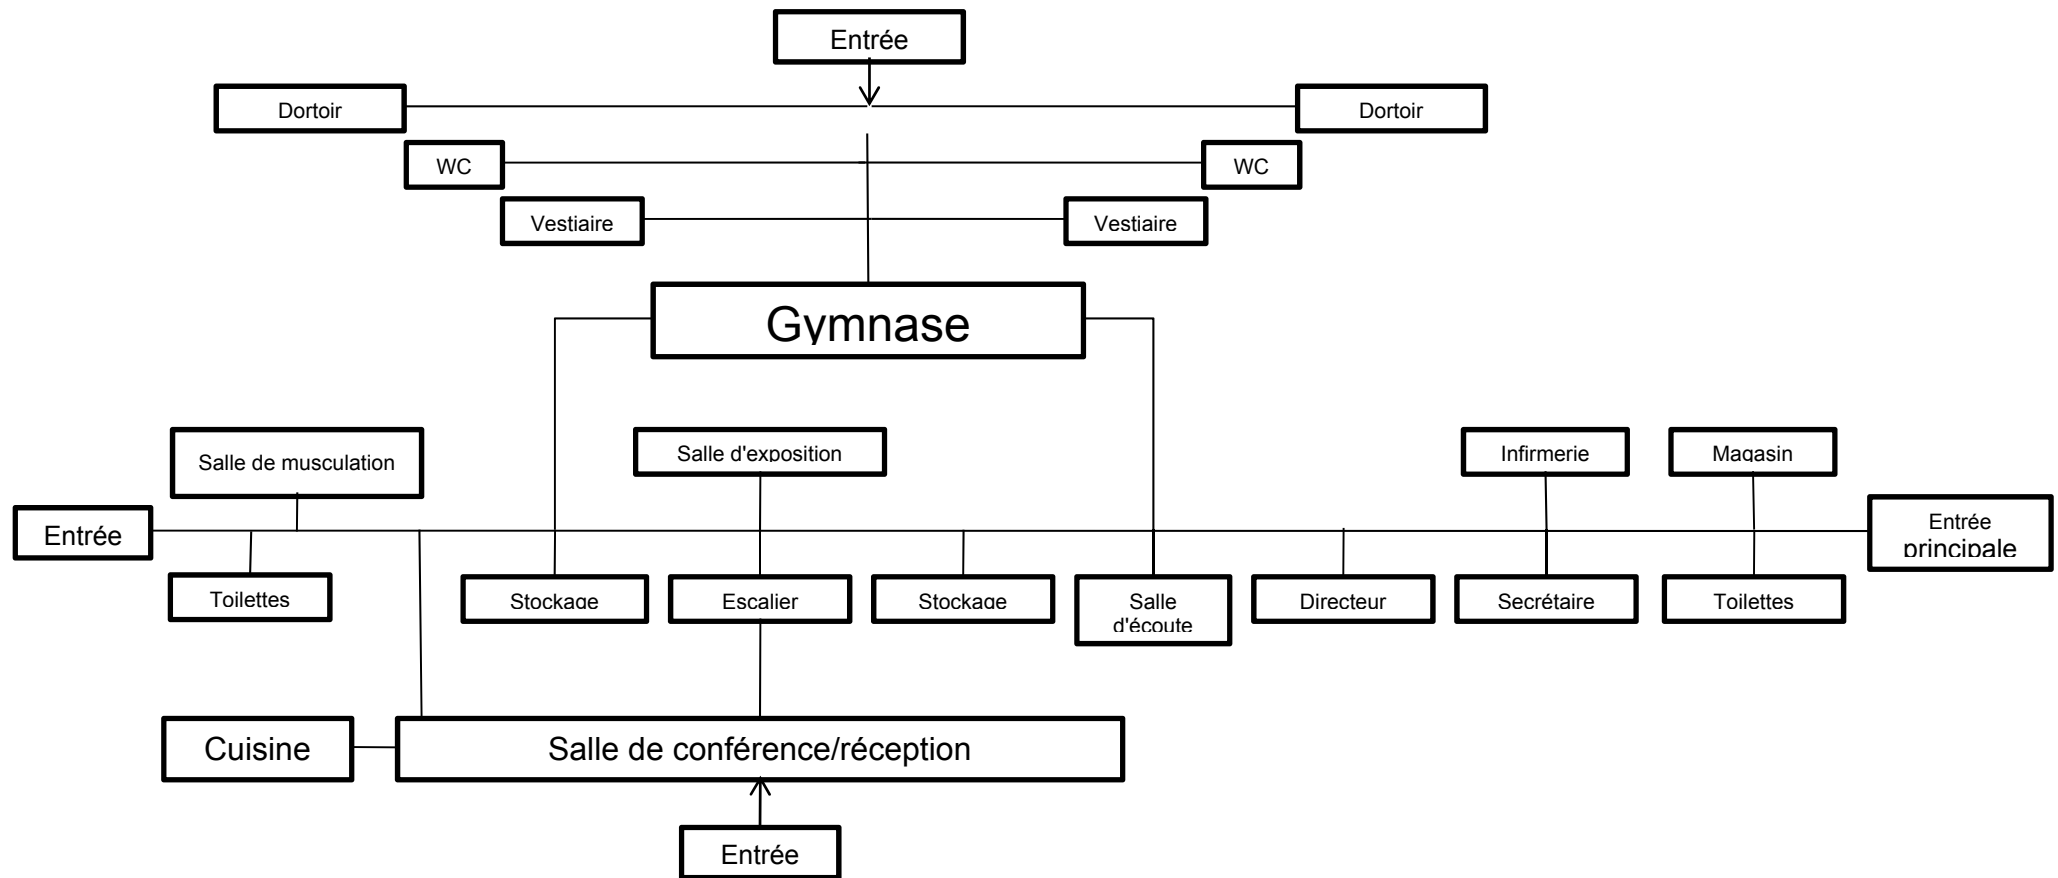 Entrée
Dortoir
Dortoir
WC
WC
Vestiaire
Vestiaire
Gymnase
Salle de musculation
Salle d'exposition
Infirmerie
Magasin
Entrée
Entrée
principale
Toilettes
Stockage
Escalier
Stockage
Salle
d'écoute
Directeur
Secrétaire
Toilettes
Cuisine
Salle de conférence/réception
Entrée